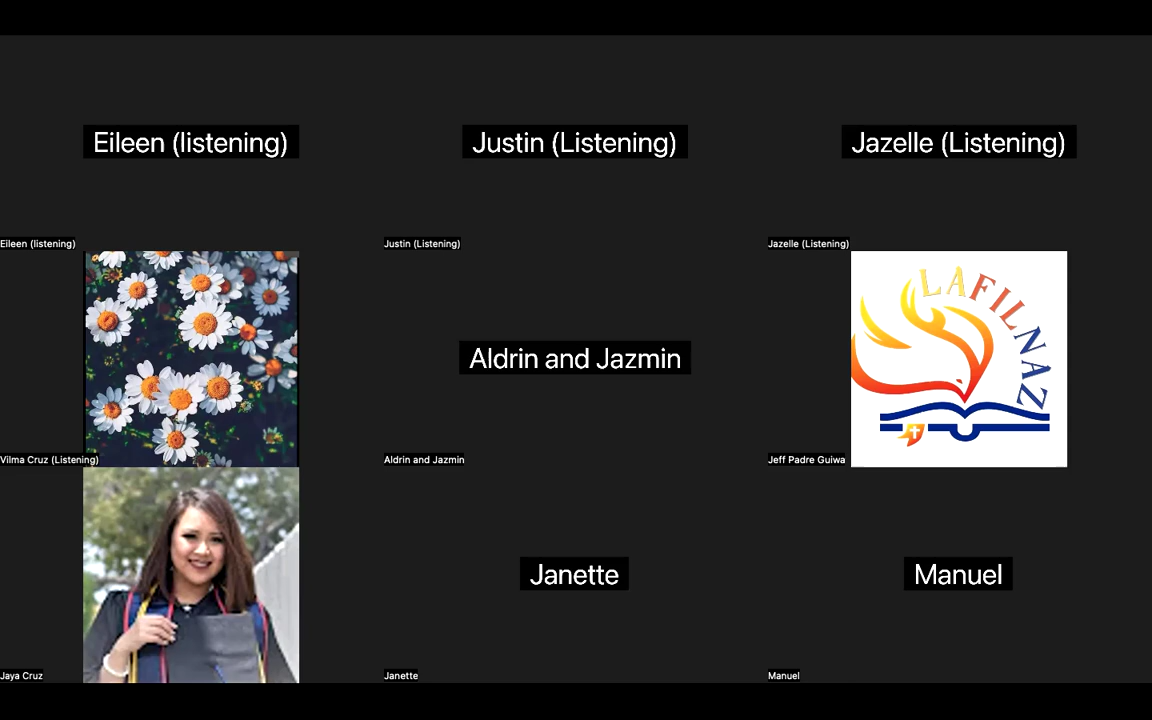 Eileen (listening)
Justin (Listening)
Jazelle (Listening)
Eileen (listening)
Justin (Listening)
Jazelle (Listening)
Aldrin and Jazmin
LAFILNAZ
Vilma Cruz (Listening)
Aldrin and Jazmin
Jeff Padre Guiwa
Janette
Manuel
Jaya Cruz
Janette
Manuel